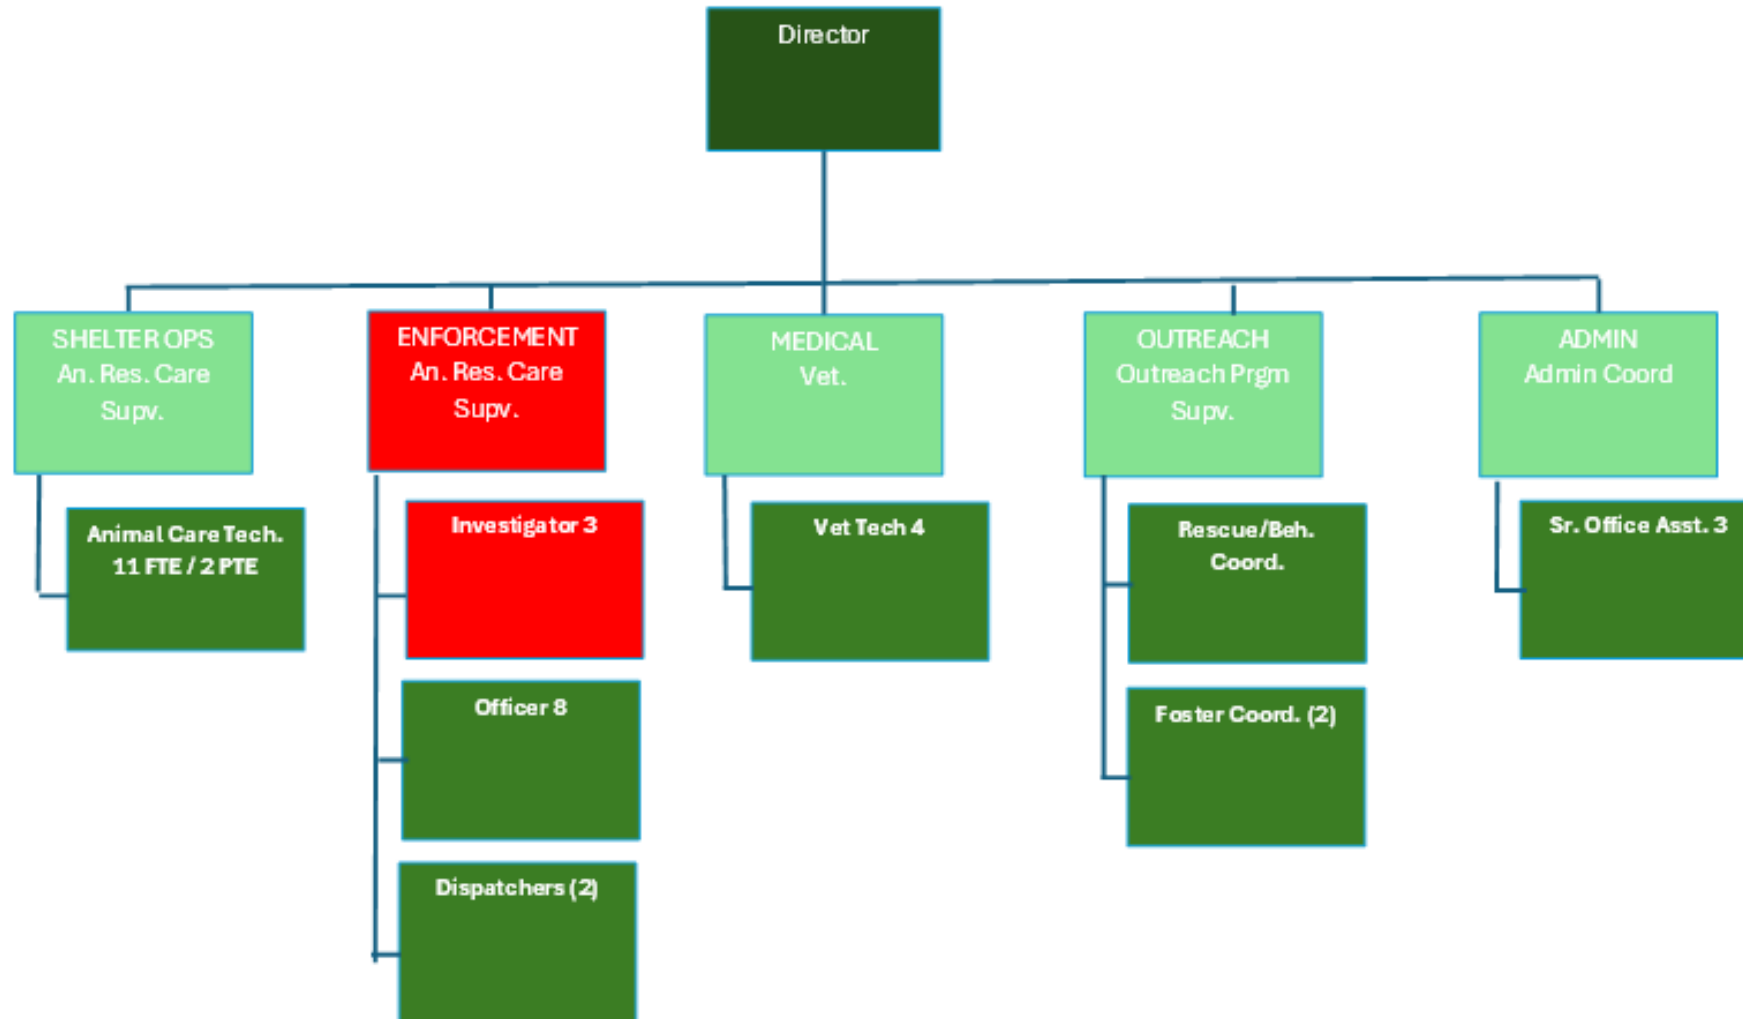 Director
SHELTER OPS
An. Res. Care
Supv.
ENFORCEMENT
An. Res. Care
Supv.
MEDICAL
Vet.
OUTREACH
Outreach Prgm
Supv.
ADMIN
Admin Coord
Animal Care Tech.
11 FTE / 2 PTE
Investigator 3
Officer 8
Dispatchers (2)
Vet Tech 4
Rescue/Beh.
Coord.
Foster Coord. (2)
Sr. Office Asst. 3